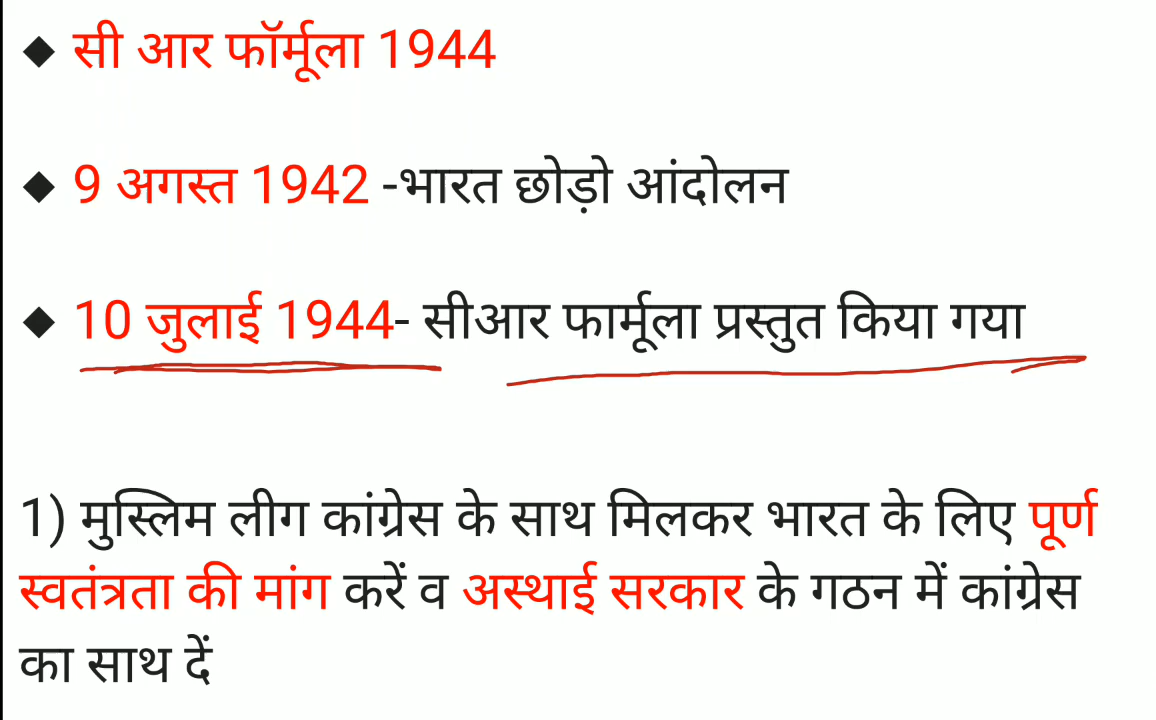 ◆ सी आर फॉर्मूला 1944
◆ 9 अगस्त 1942 -भारत छोड़ो आंदोलन
◆ 10 जुलाई 1944- सीआर फार्मूला प्रस्तुत किया गया
1) मुस्लिम लीग कांग्रेस के साथ मिलकर भारत के लिए पूर्ण
स्वतंत्रता की मांग करें व अस्थाई सरकार के गठन में कांग्रेस
का साथ दें